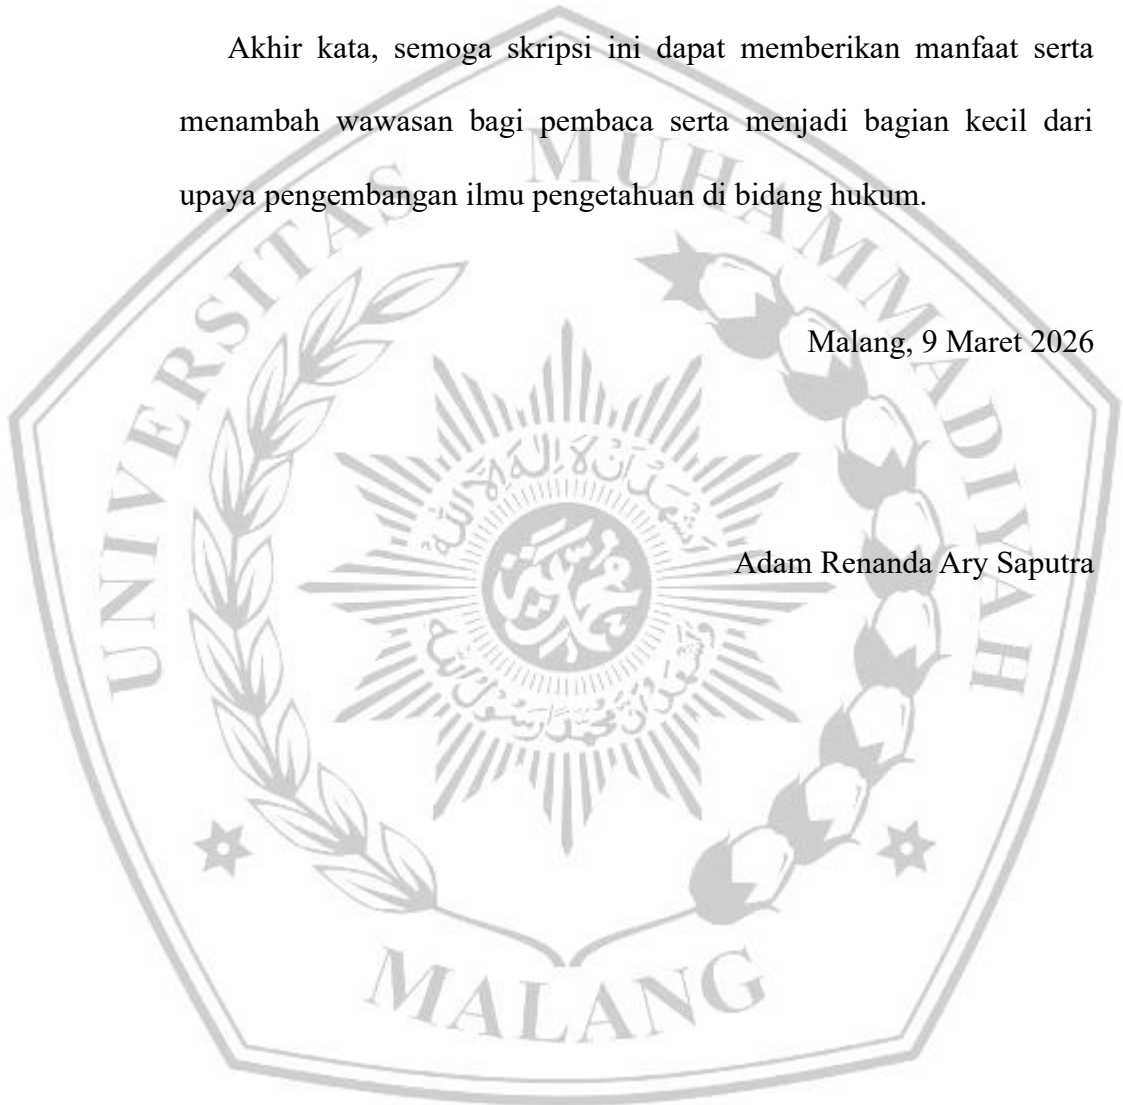 Akhir kata, semoga skripsi ini dapat memberikan manfaat serta
menambah wawasan bagi pembaca serta menjadi bagian kecil dari
upaya pengembangan ilmu pengetahuan di bidang hukum.
Malang, 9 Maret 2026
Adam Renanda Ary Saputra
UNIVERSITAS MUHAMMADIYAH
MALANG